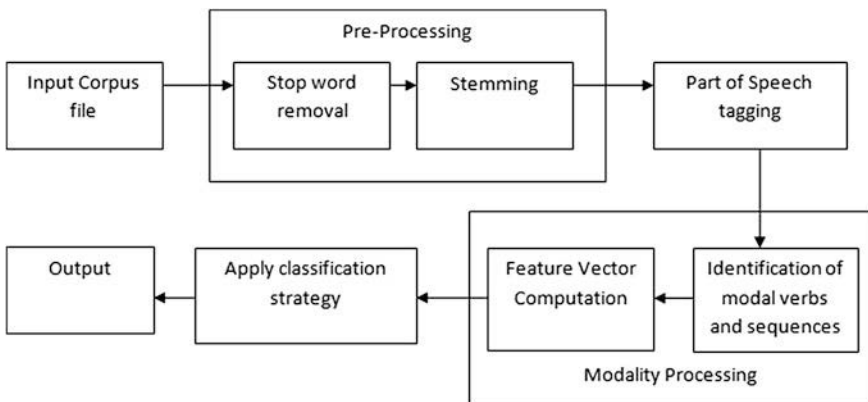 Pre-Processing
Input Corpus
file
Stop word
removal
Stemming
Part of Speech
tagging
Output
Apply classification
strategy
Feature Vector
Computation
Identification of
modal verbs
and sequences
Modality Processing